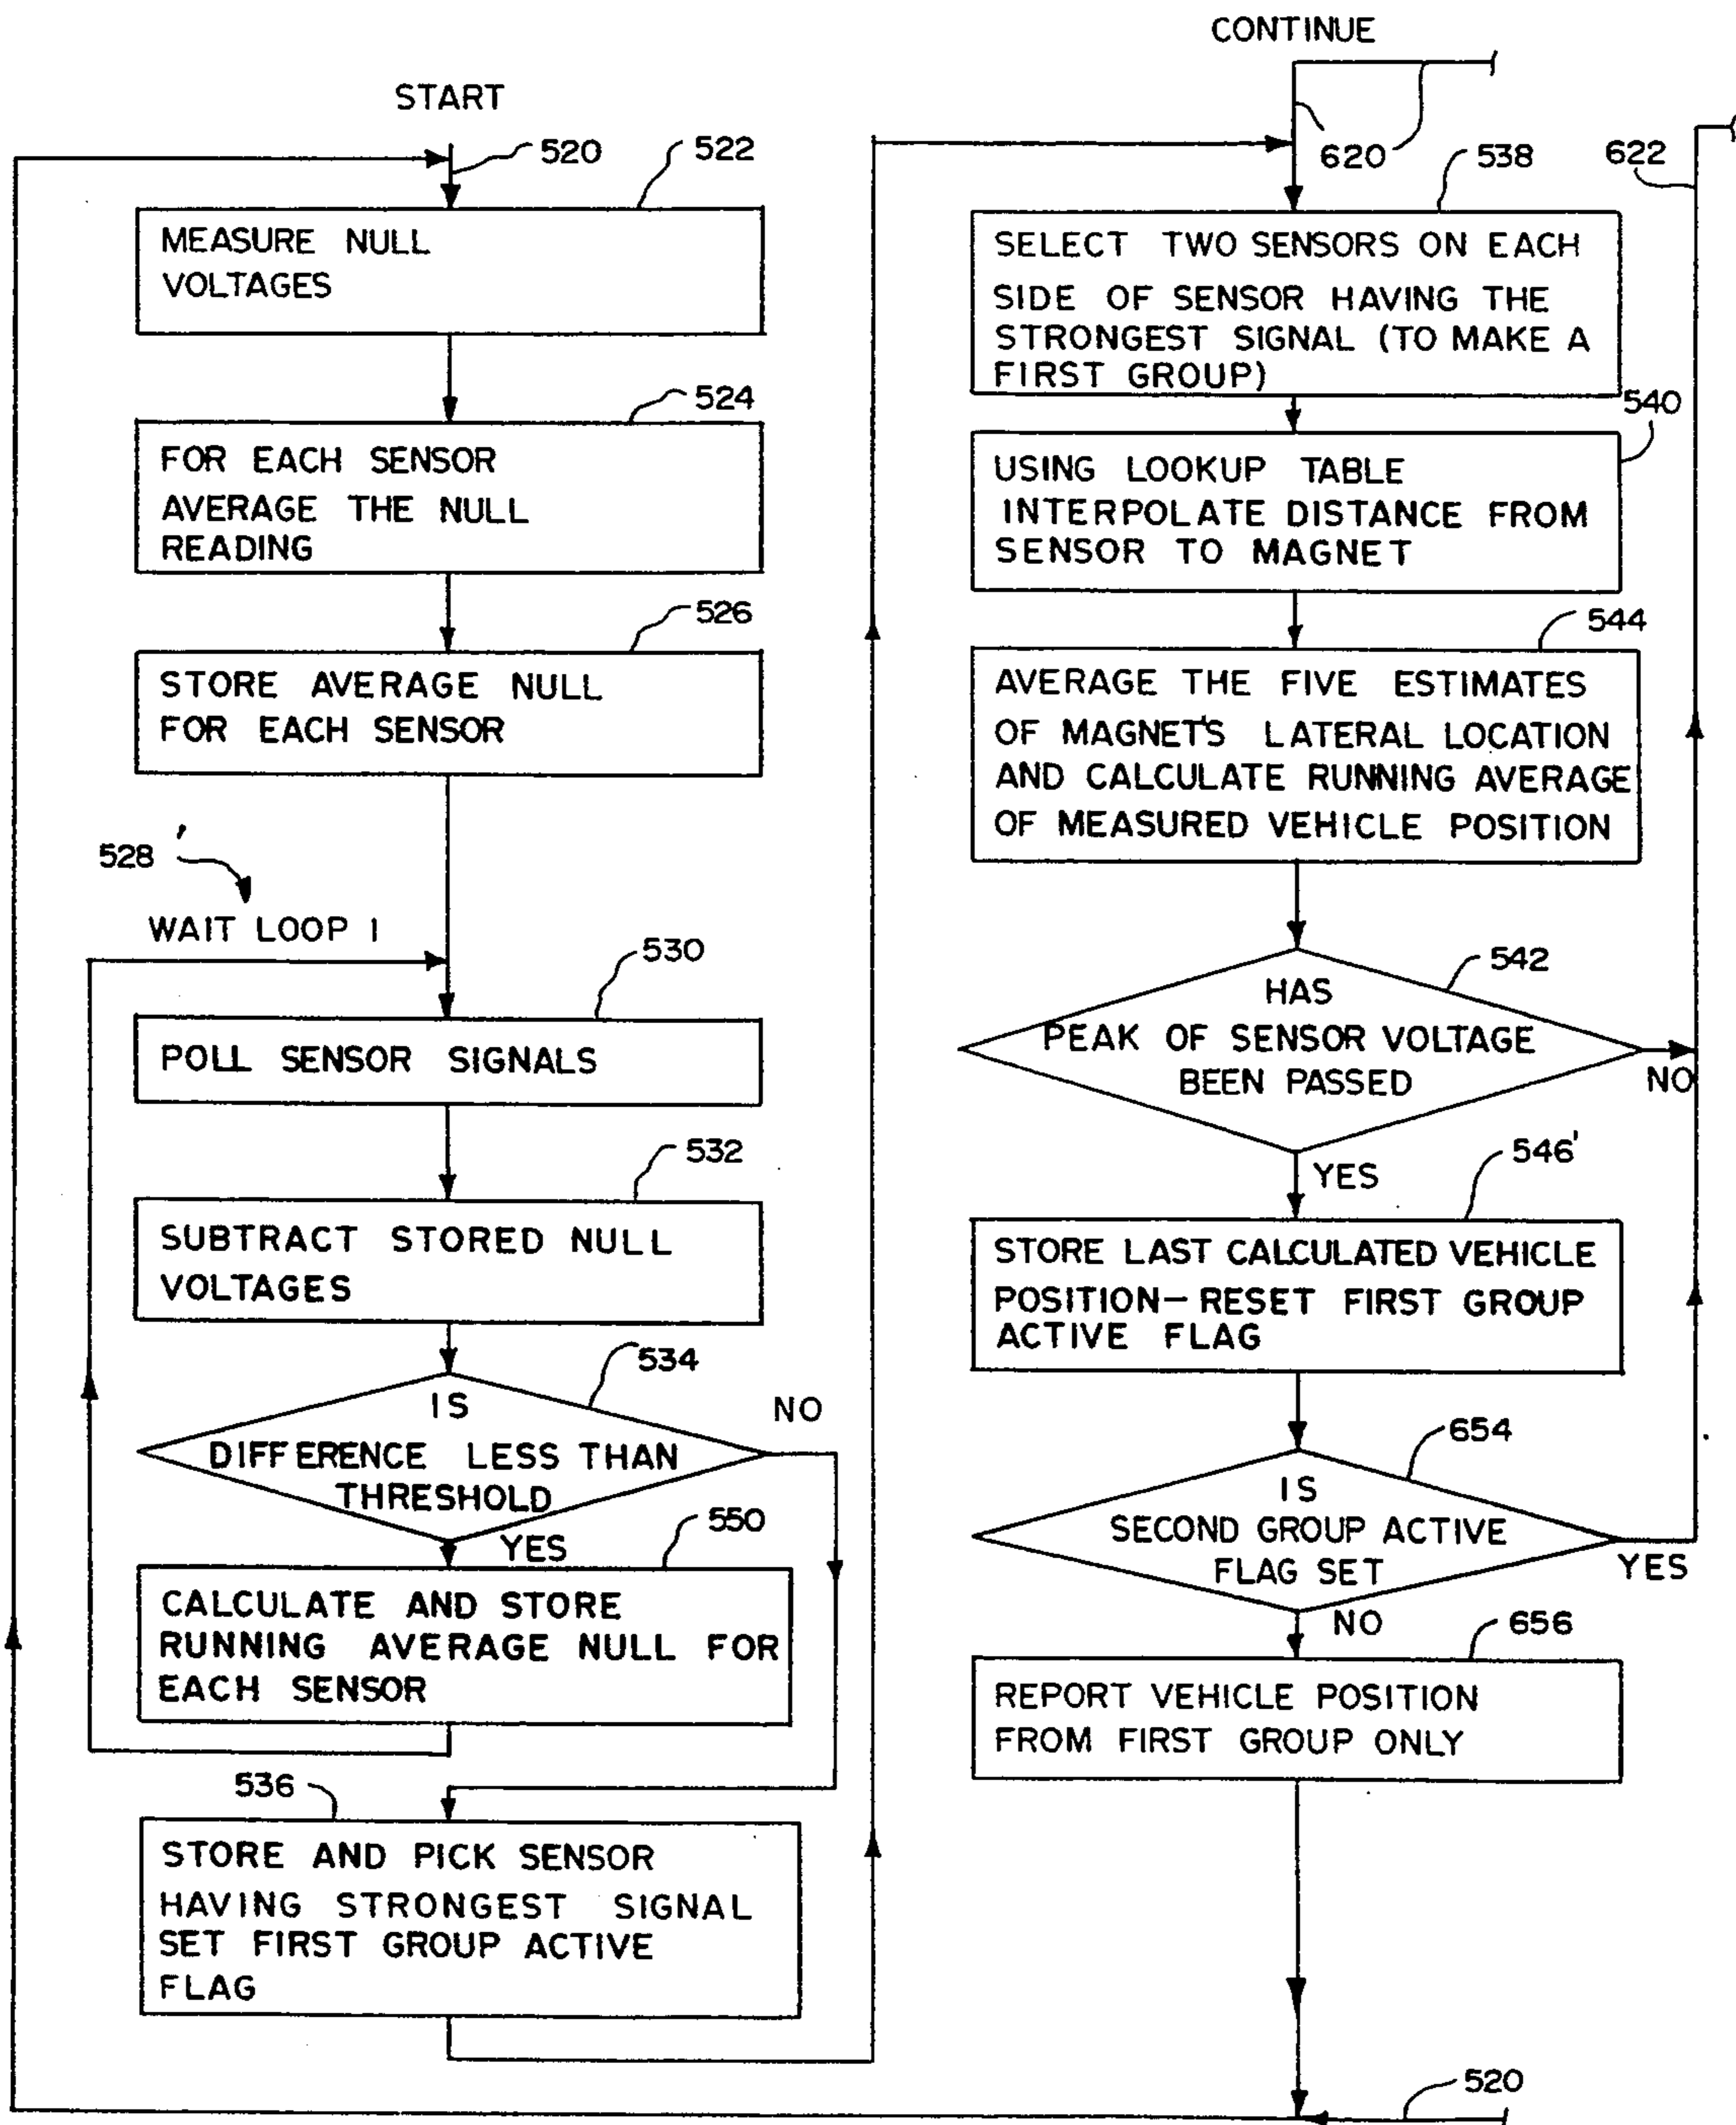 START
520
522
MEASURE NULL
VOLTAGES
524
FOR EACH SENSOR
AVERAGE THE NULL
READING
526
STORE AVERAGE NULL
FOR EACH SENSOR
528'
WAIT LOOP 1
530
POLL SENSOR SIGNALS
532
SUBTRACT STORED NULL
VOLTAGES
534
IS
DIFFERENCE LESS THAN
THRESHOLD
NO
YES
550
CALCULATE AND STORE
RUNNING AVERAGE NULL FOR
EACH SENSOR
536
STORE AND PICK SENSOR
HAVING STRONGEST SIGNAL
SET FIRST GROUP ACTIVE
FLAG
CONTINUE
620
622
538
SELECT TWO SENSORS ON EACH
SIDE OF SENSOR HAVING THE
STRONGEST SIGNAL (TO MAKE A
FIRST GROUP)
540
USING LOOKUP TABLE
INTERPOLATE DISTANCE FROM
SENSOR TO MAGNET
544
AVERAGE THE FIVE ESTIMATES
OF MAGNET'S LATERAL LOCATION
AND CALCULATE RUNNING AVERAGE
OF MEASURED VEHICLE POSITION
542
HAS
PEAK OF SENSOR VOLTAGE
BEEN PASSED
NO
YES
546'
STORE LAST CALCULATED VEHICLE
POSITION—RESET FIRST GROUP
ACTIVE FLAG
654
IS
SECOND GROUP ACTIVE
FLAG SET
YES
NO
656
REPORT VEHICLE POSITION
FROM FIRST GROUP ONLY
520